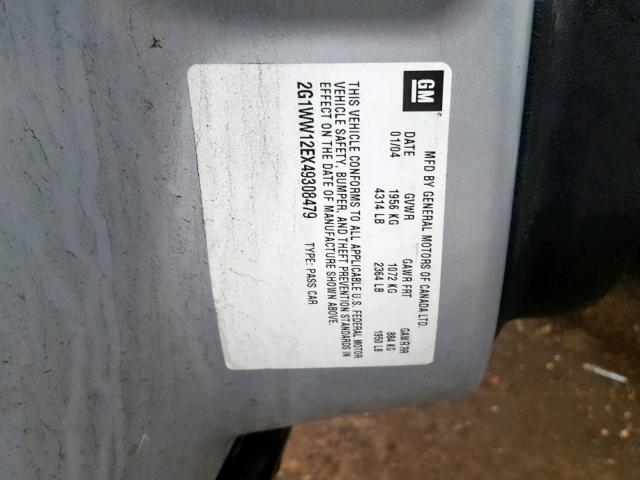 GM
MFD BY GENERAL MOTORS OF CANADA LTD.
DATE GVWR GAWR FRT GAWR RR
01/04 1956 KG 1072 KG 884 KG
4314 LB 2364 LB 1950 LB
THIS VEHICLE CONFORMS TO ALL APPLICABLE U.S. FEDERAL MOTOR
VEHICLE SAFETY, BUMPER, AND THEFT PREVENTION STANDARDS IN
EFFECT ON THE DATE OF MANUFACTURE SHOWN ABOVE.
2G1WW12EX49308479 TYPE: PASS CAR